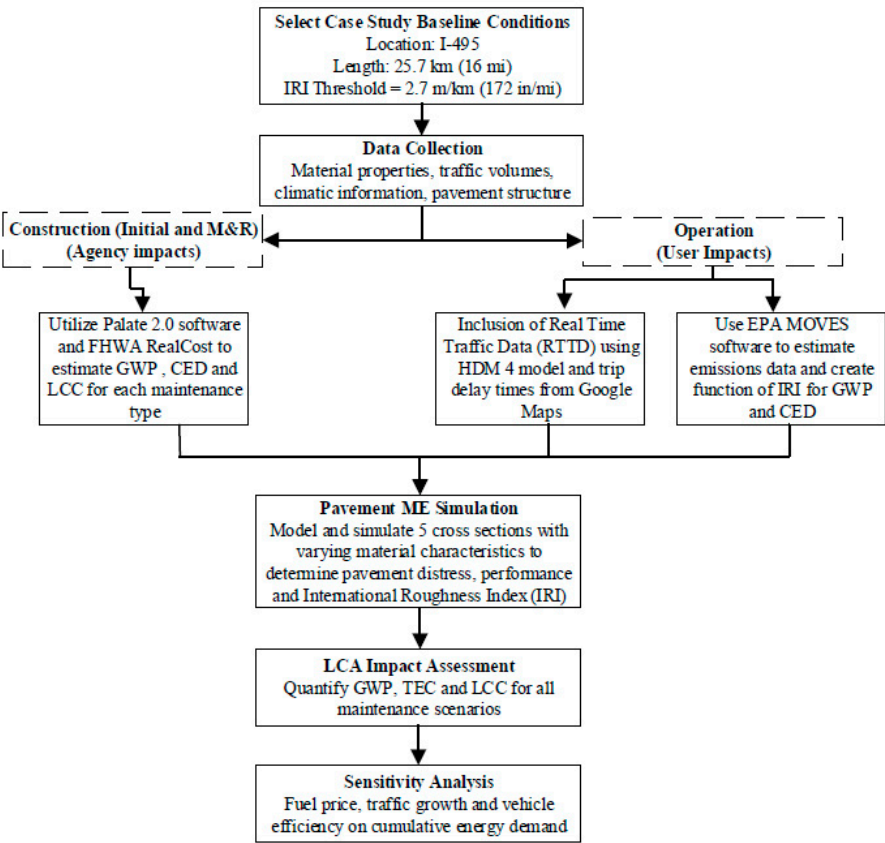 Select Case Study Baseline Conditions
Location: I-495
Length: 25.7 km (16 mi)
IRI Threshold = 2.7 m/km (172 in/mi)
Data Collection
Material properties, traffic volumes,
climatic information, pavement structure
Construction (Initial and M&R)
(Agency impacts)
Operation
(User Impacts)
Utilize Palate 2.0 software
and FHWA RealCost to
estimate GWP , CED and
LCC for each maintenance
type
Inclusion of Real Time
Traffic Data (RTTD) using
HDM 4 model and trip
delay times from Google
Maps
Use EPA MOVES
software to estimate
emissions data and create
function of IRI for GWP
and CED
Pavement ME Simulation
Model and simulate 5 cross sections with
varying material characteristics to
determine pavement distress, performance
and International Roughness Index (IRI)
LCA Impact Assessment
Quantify GWP, TEC and LCC for all
maintenance scenarios
Sensitivity Analysis
Fuel price, traffic growth and vehicle
efficiency on cumulative energy demand